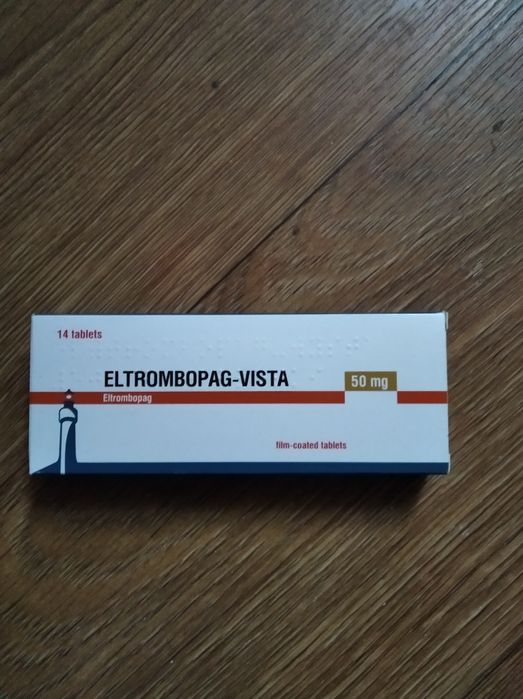 14 tablets
ELTROMBOPAG-VISTA
50 mg
Eltrombopag
film-coated tablets